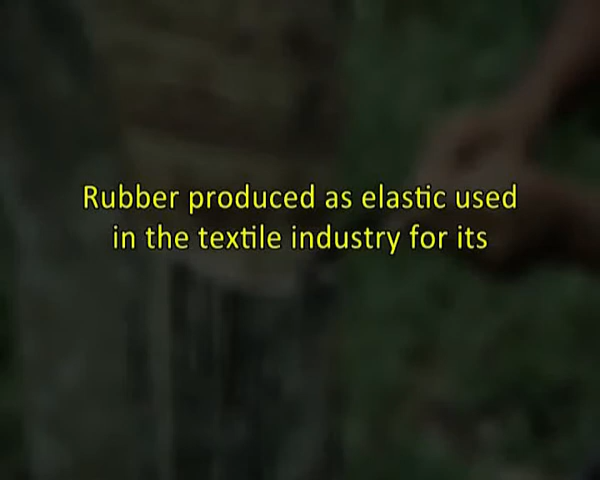 Rubber produced as elastic used
in the textile industry for its